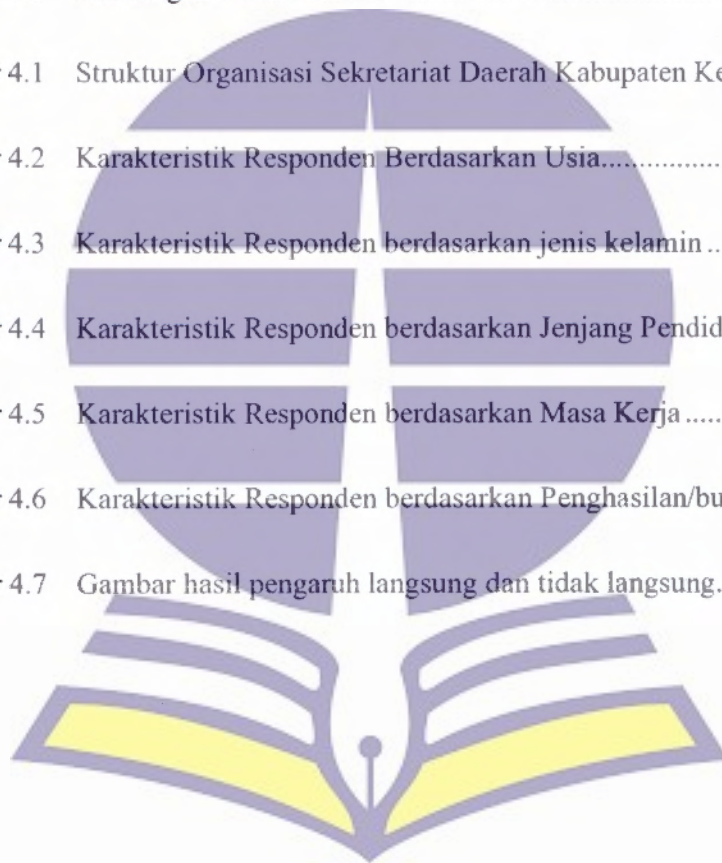 4.1 Struktur Organisasi Sekretariat Daerah Kabupaten Ke
4.2 Karakteristik Responden Berdasarkan Usia.................
4.3 Karakteristik Responden berdasarkan jenis kelamin ..
4.4 Karakteristik Responden berdasarkan Jenjang Pendid
4.5 Karakteristik Responden berdasarkan Masa Kerja ......
4.6 Karakteristik Responden berdasarkan Penghasilan/bu
4.7 Gambar hasil pengaruh langsung dan tidak langsung.